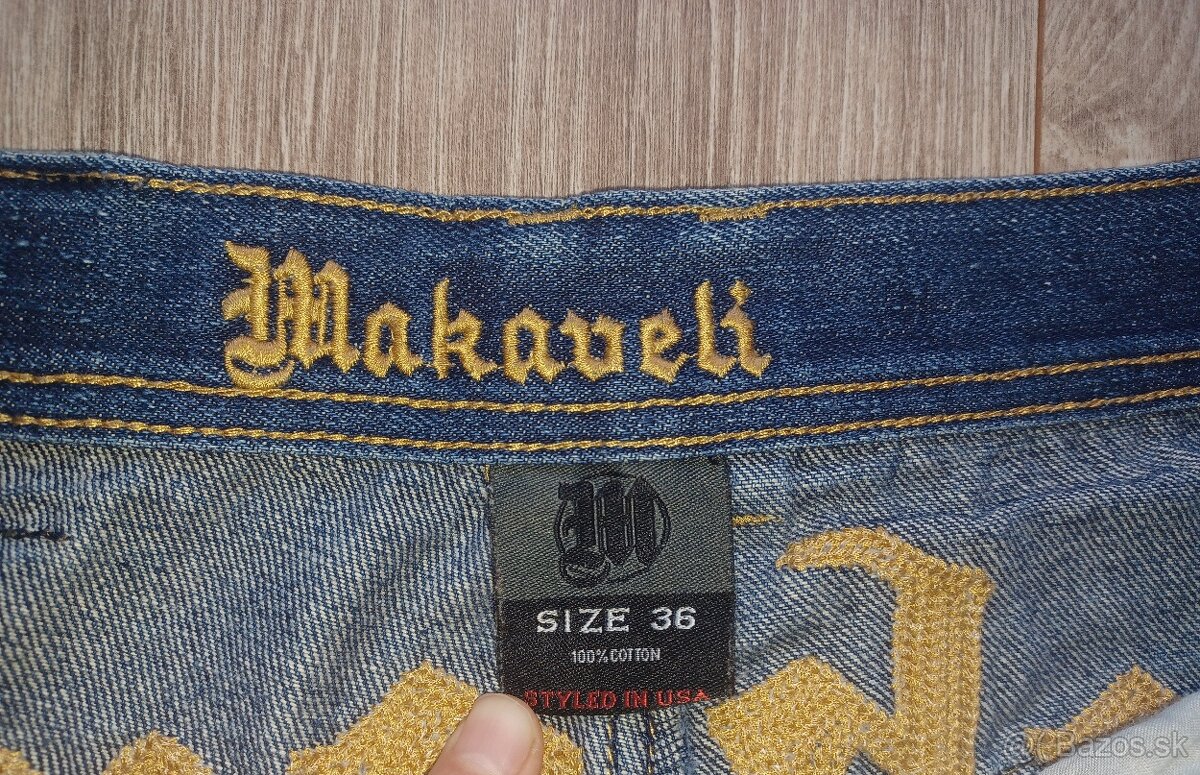 Makaveli
M
SIZE 36
100% COTTON
STYLED IN USA
Bazos.sk